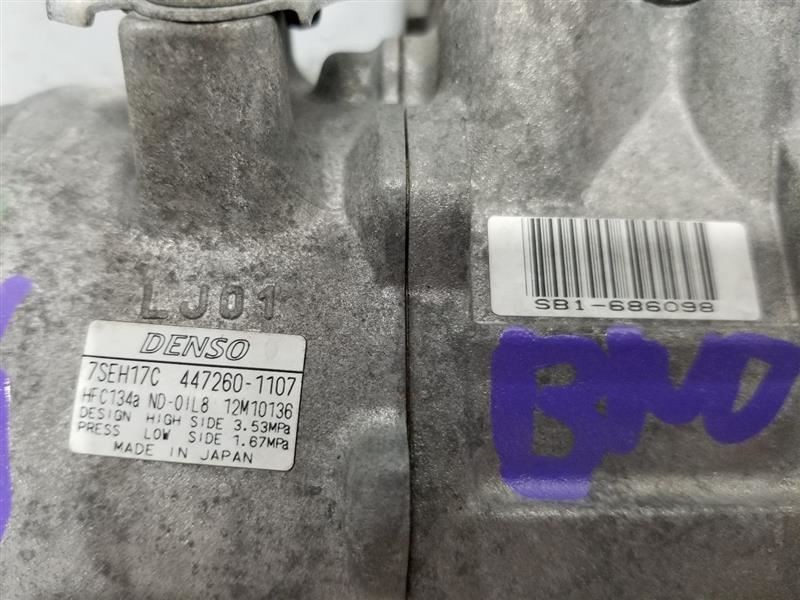 LJ01
DENSO
7SEH17C 447260-1107
HFC134a ND-OIL8 12M10136
DESIGN HIGH SIDE 3.53MPa
PRESS LOW SIDE 1.67MPa
MADE IN JAPAN
SB1-686098